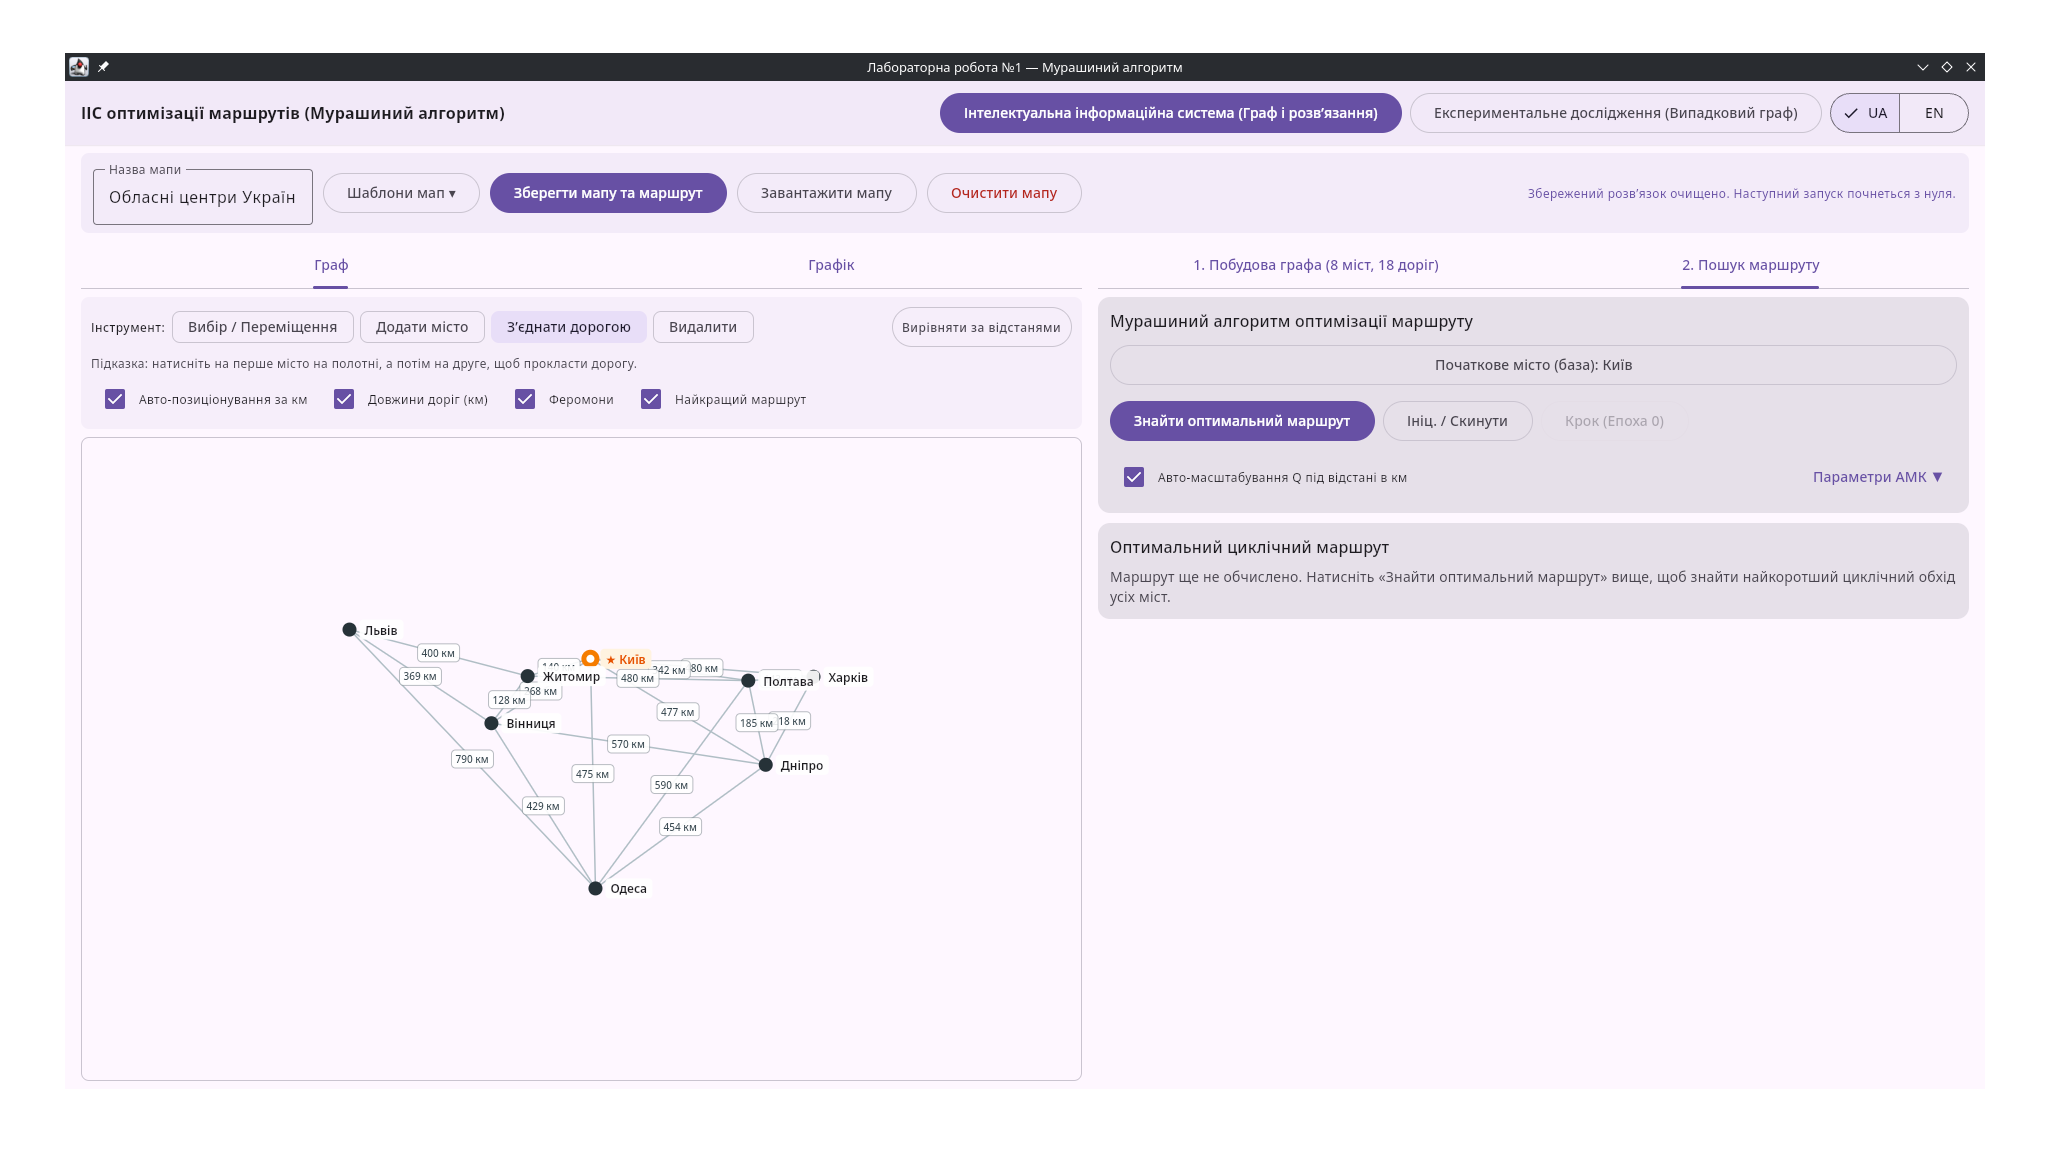 Лабораторна робота №1 — Мурашиний алгоритм
ІІС оптимізації маршрутів (Мурашиний алгоритм)
Інтелектуальна інформаційна система (Граф і розв'язання)
Експериментальне дослідження (Випадковий граф)
UA
EN
Назва мапи
Обласні центри Україн
Шаблони мап ▾
Зберегти мапу та маршрут
Завантажити мапу
Очистити мапу
Збережений розв'язок очищено. Наступний запуск почнеться з нуля.
Граф
Графік
1. Побудова графа (8 міст, 18 доріг)
2. Пошук маршруту
Інструмент:
Вибір / Переміщення
Додати місто
З'єднати дорогою
Видалити
Вирівняти за відстанями
Підказка: натисніть на перше місто на полотні, а потім на друге, щоб прокласти дорогу.
Авто-позиціонування за км
Довжини доріг (км)
Феромони
Найкращий маршрут
Мурашиний алгоритм оптимізації маршруту
Початкове місто (база): Київ
Знайти оптимальний маршрут
Ініц. / Скинути
Крок (Епоха 0)
Авто-масштабування Q під відстані в км
Параметри АМК ▼
Оптимальний циклічний маршрут
Маршрут ще не обчислено. Натисніть «Знайти оптимальний маршрут» вище, щоб знайти найкоротший циклічний обхід
усіх міст.
Львів
400 км
369 км
★ Київ
км
км
480 км
Житомир
Полтава
Харків
км
128 км
477 км
185 км
км
Вінниця
570 км
790 км
475 км
Дніпро
590 км
429 км
454 км
Одеса